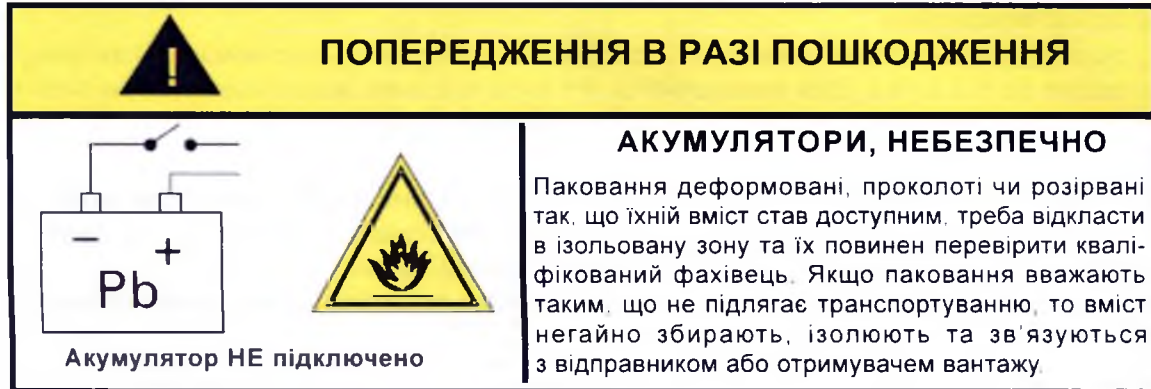 !
ПОПЕРЕДЖЕННЯ В РАЗІ ПОШКОДЖЕННЯ
− +
Pb
Акумулятор НЕ підключено
АКУМУЛЯТОРИ, НЕБЕЗПЕЧНО
Паковання деформовані, проколоті чи розірвані
так, що їхній вміст став доступним, треба відкласти
в ізольовану зону та їх повинен перевірити квалі-
фікований фахівець. Якщо паковання вважають
таким, що не підлягає транспортуванню, то вміст
негайно збирають, ізолюють та зв'язуються
з відправником або отримувачем вантажу.